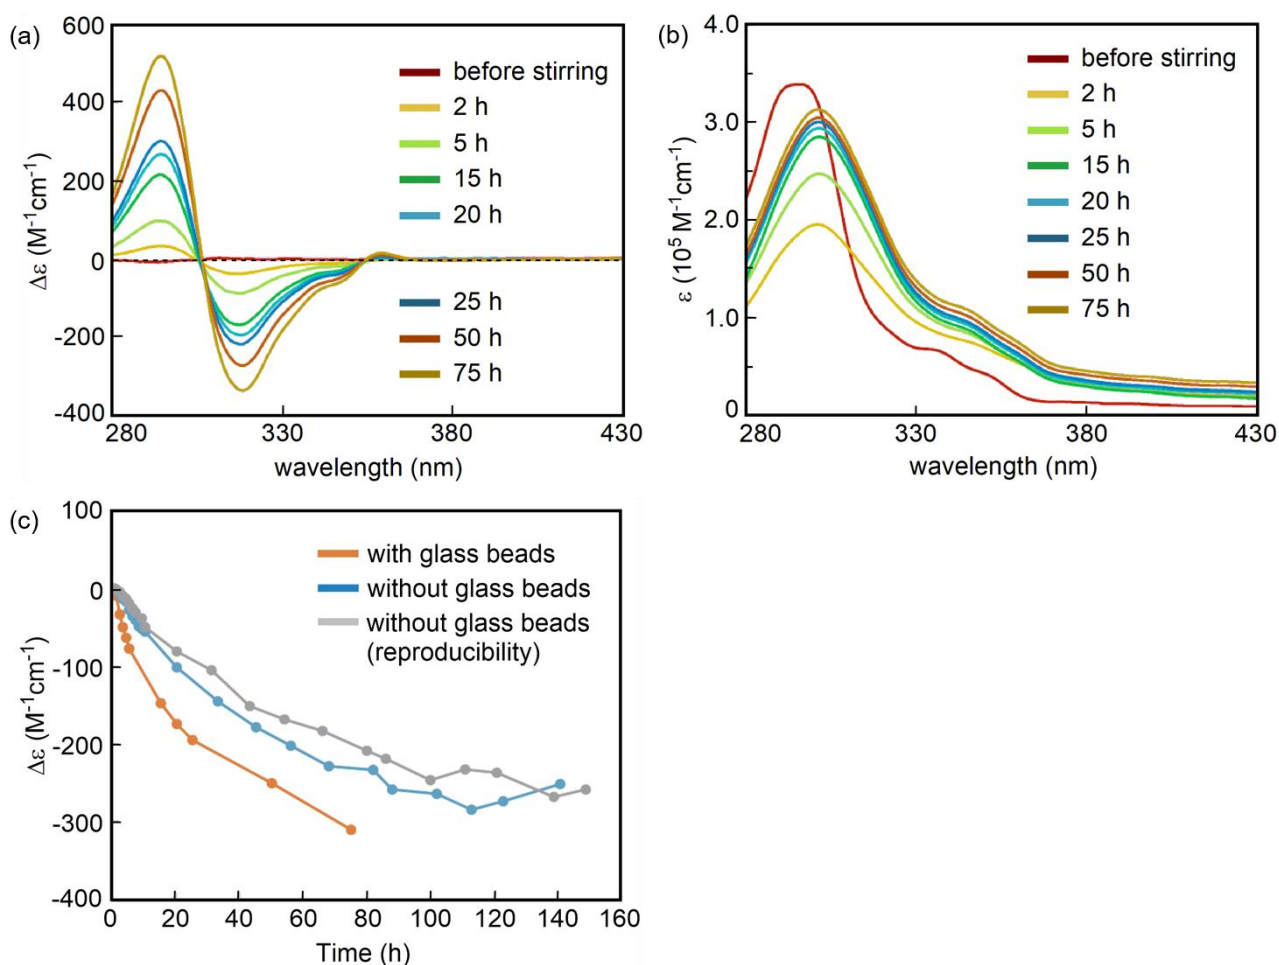 (a)
600
400
200
0
-200
-400
Δε (M⁻¹cm⁻¹)
before stirring
2 h
5 h
15 h
20 h
25 h
50 h
75 h
280 330 380 430
wavelength (nm)
(b)
4.0
3.0
2.0
1.0
0
ε (10⁵ M⁻¹cm⁻¹)
before stirring
2 h
5 h
15 h
20 h
25 h
50 h
75 h
280 330 380 430
wavelength (nm)
(c)
100
0
-100
-200
-300
-400
Δε (M⁻¹cm⁻¹)
with glass beads
without glass beads
without glass beads
(reproducibility)
0 20 40 60 80 100 120 140 160
Time (h)